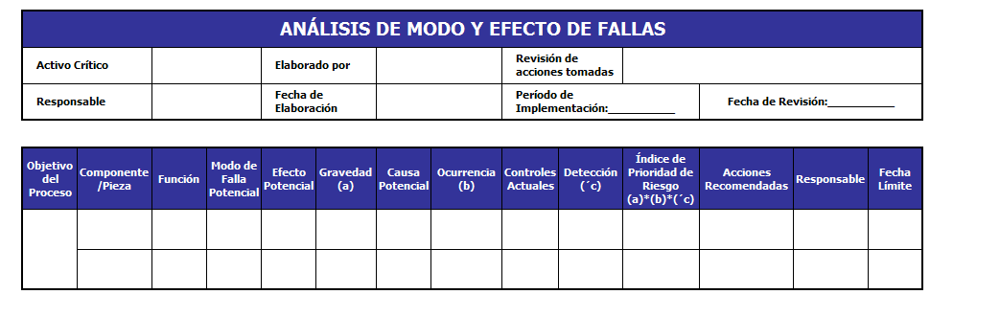 ANÁLISIS DE MODO Y EFECTO DE FALLAS
Activo Crítico
Elaborado por
Revisión de
acciones tomadas
Responsable
Fecha de
Elaboración
Período de
Implementación:__________
Fecha de Revisión:__________
Objetivo
del
Proceso
Componente
/Pieza
Función
Modo de
Falla
Potencial
Efecto
Potencial
Gravedad
(a)
Causa
Potencial
Ocurrencia
(b)
Controles
Actuales
Detección
(´c)
Índice de
Prioridad de
Riesgo
(a)*(b)*(´c)
Acciones
Recomendadas
Responsable
Fecha
Límite